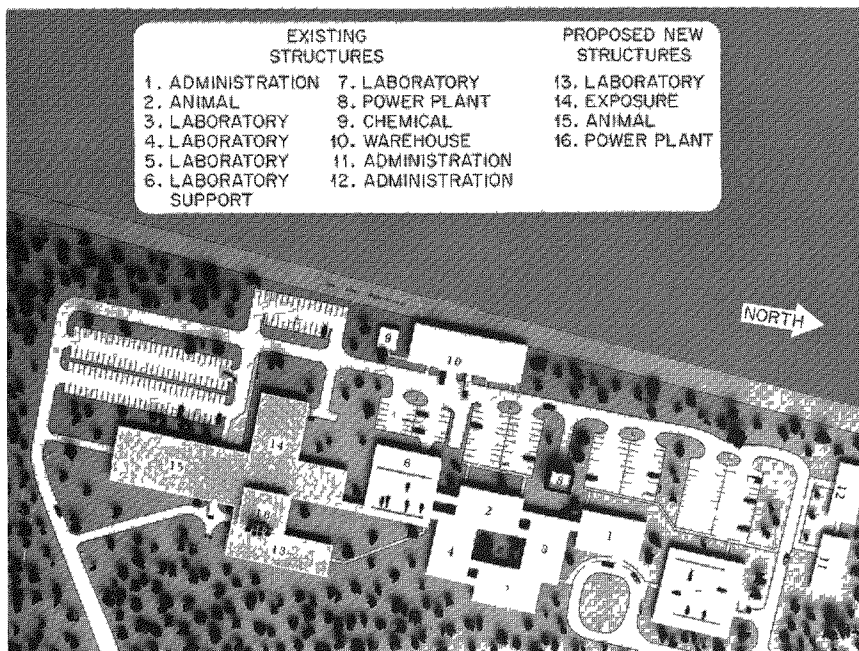 EXISTING
STRUCTURES
1. ADMINISTRATION
2. ANIMAL
3. LABORATORY
4. LABORATORY
5. LABORATORY
6. LABORATORY
SUPPORT
7. LABORATORY
8. POWER PLANT
9. CHEMICAL
10. WAREHOUSE
11. ADMINISTRATION
12. ADMINISTRATION
PROPOSED NEW
STRUCTURES
13. LABORATORY
14. EXPOSURE
15. ANIMAL
16. POWER PLANT
NORTH
9
10
14
6
15
8
12
2
16
1
3
4
13
11